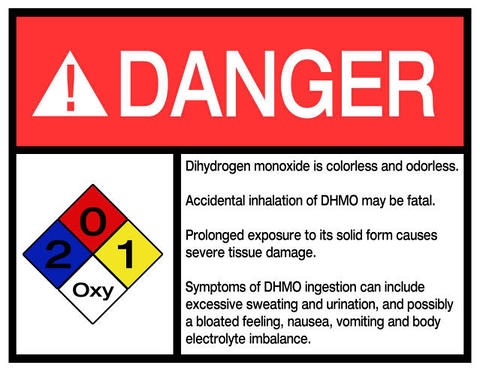 DANGER
Dihydrogen monoxide is colorless and odorless.
Accidental inhalation of DHMO may be fatal.
Prolonged exposure to its solid form causes
severe tissue damage.
Symptoms of DHMO ingestion can include
excessive sweating and urination, and possibly
a bloated feeling, nausea, vomiting and body
electrolyte imbalance.
0
2 1
Oxy